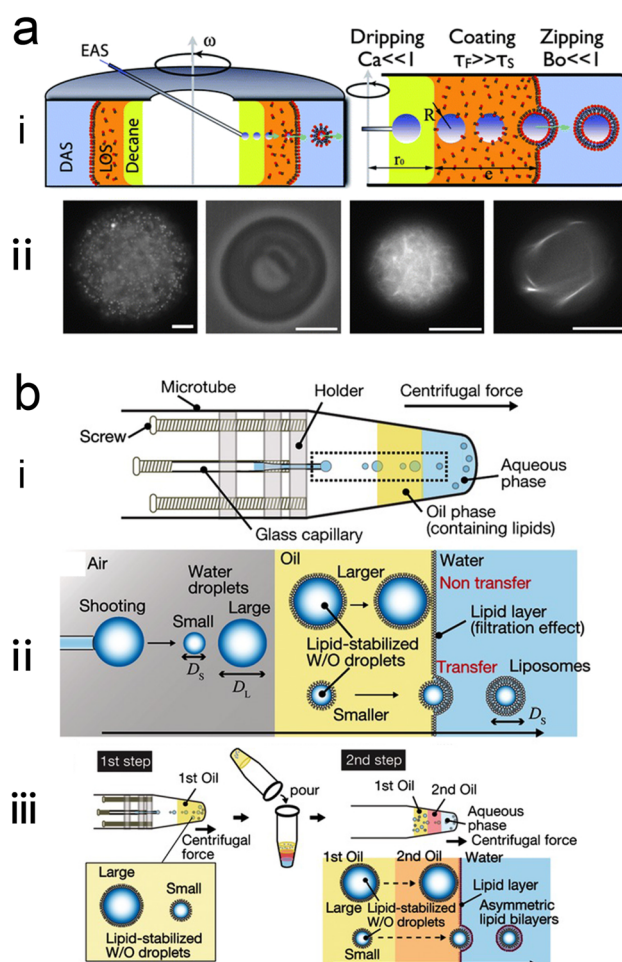 a
i
EAS
ω
DAS
LOS
Decane
Dripping
Ca<<1
Coating
τF>>τS
Zipping
Bo<<1
R
r₀
e
ii
b
i
Microtube
Holder
Centrifugal force
Screw
Glass capillary
Oil phase
(containing lipids)
Aqueous
phase
ii
Air
Shooting
Water
droplets
Small
Large
DS
DL
Oil
Larger
Lipid-stabilized
W/O droplets
Smaller
Water
Non transfer
Lipid layer
(filtration effect)
Transfer
Liposomes
DS
iii
1st step
1st Oil
Centrifugal
force
Large
Small
Lipid-stabilized
W/O droplets
pour
2nd step
1st Oil
2nd Oil
Aqueous
phase
Centrifugal force
1st Oil
2nd Oil
Water
Large
Lipid-stabilized
W/O droplets
Small
Lipid layer
Asymmetric
lipid bilayers